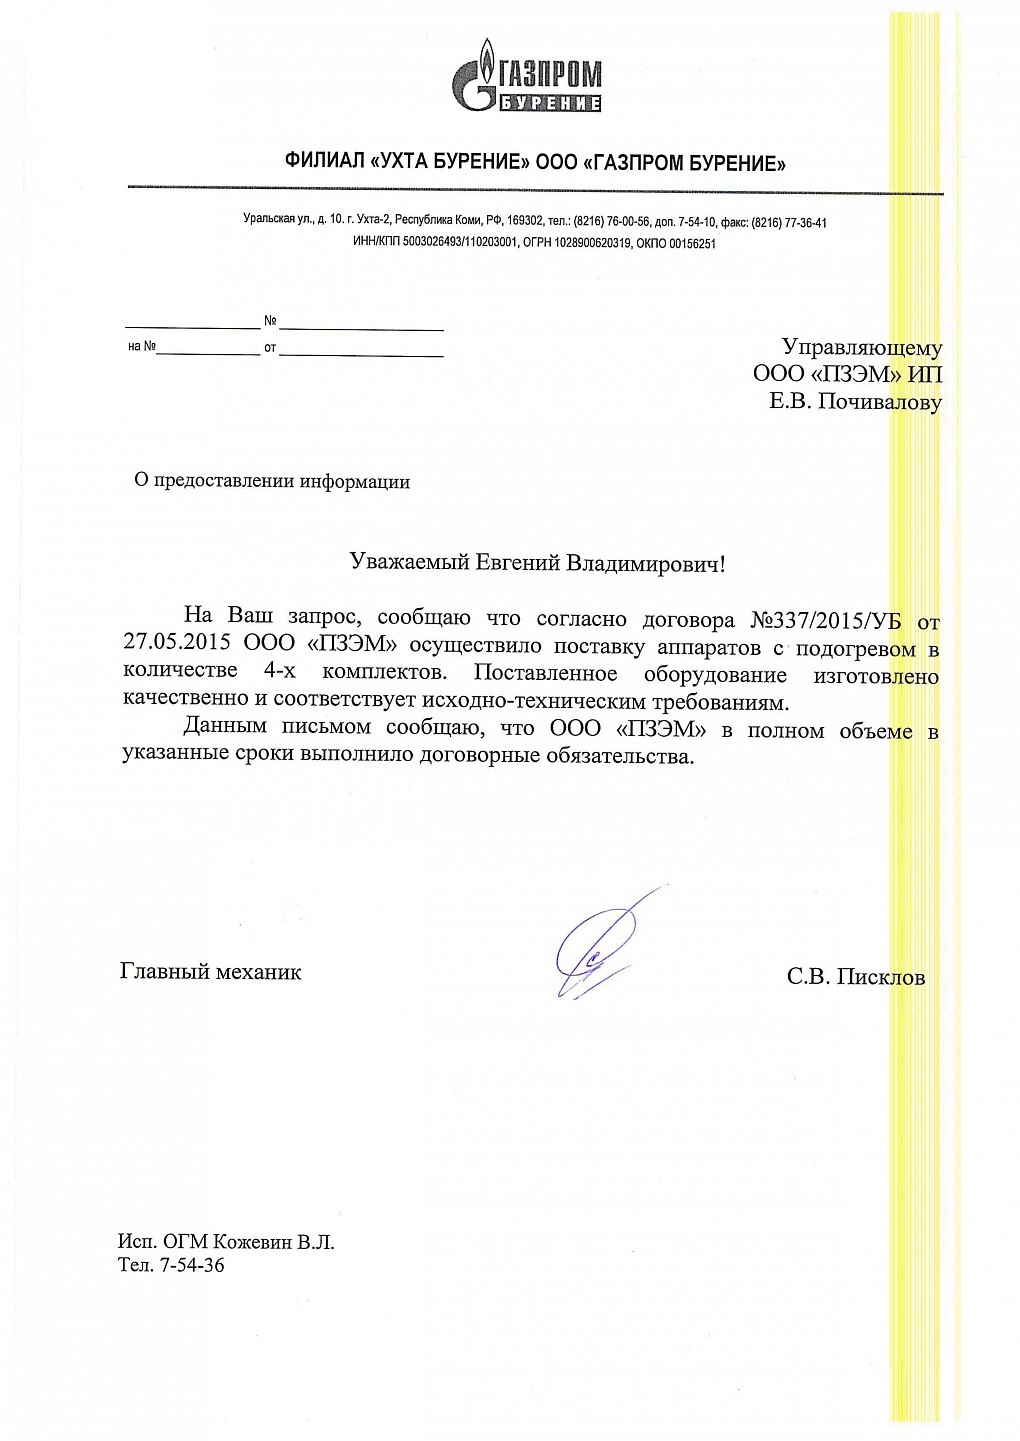 ГАЗПРОМ
БУРЕНИЕ
ФИЛИАЛ «УХТА БУРЕНИЕ» ООО «ГАЗПРОМ БУРЕНИЕ»
Уральская ул., д. 10. г. Ухта-2, Республика Коми, РФ, 169302, тел.: (8216) 76-00-56, доп. 7-54-10, факс: (8216) 77-36-41
ИНН/КПП 5003026493/110203001, ОГРН 1028900620319, ОКПО 00156251
№
на № от
Управляющему
ООО «ПЗЭМ» ИП
Е.В. Почивалову
О предоставлении информации
Уважаемый Евгений Владимирович!
На Ваш запрос, сообщаю что согласно договора №337/2015/УБ от
27.05.2015 ООО «ПЗЭМ» осуществило поставку аппаратов с подогревом в
количестве 4-х комплектов. Поставленное оборудование изготовлено
качественно и соответствует исходно-техническим требованиям.
Данным письмом сообщаю, что ООО «ПЗЭМ» в полном объеме в
указанные сроки выполнило договорные обязательства.
Главный механик С.В. Писклов
Исп. ОГМ Кожевин В.Л.
Тел. 7-54-36